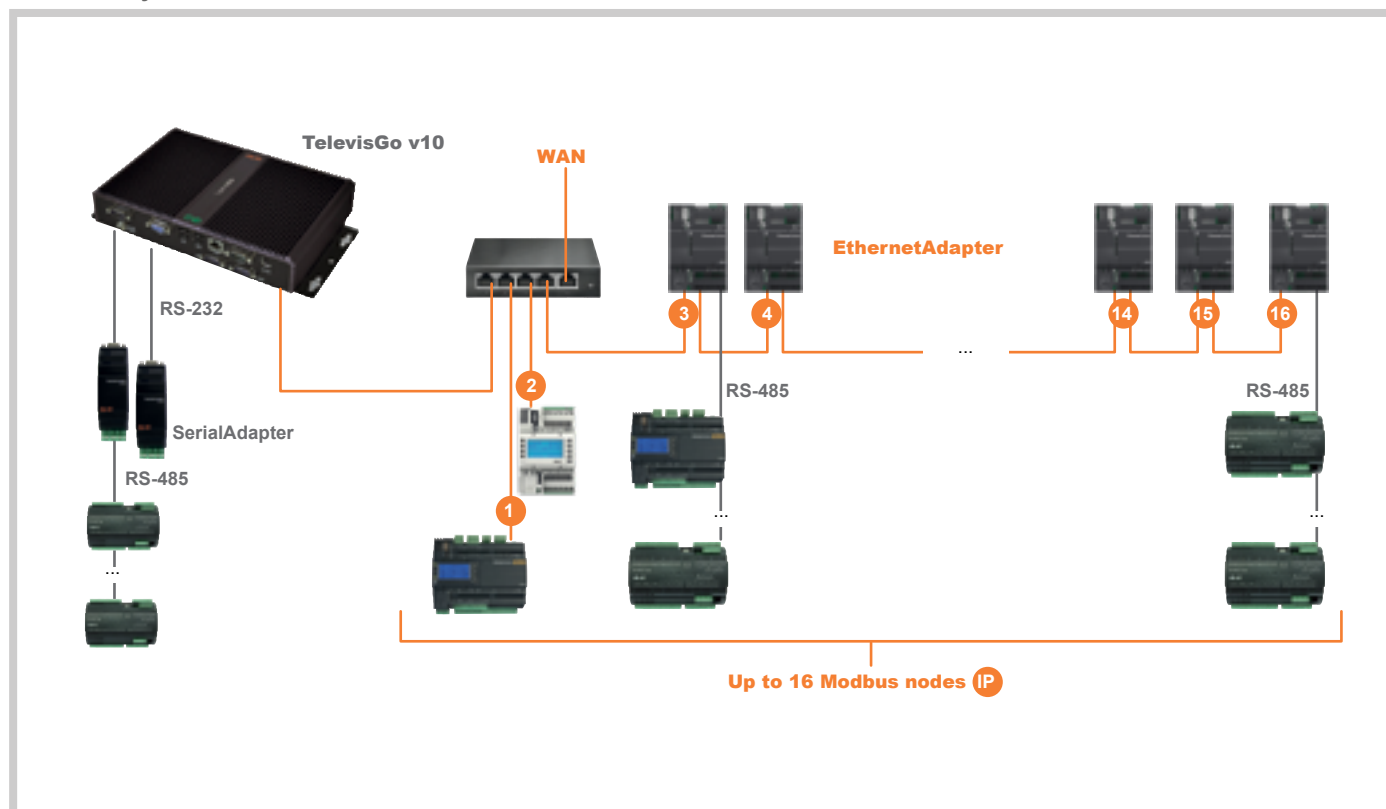 TelevisGo v10
WAN
EthernetAdapter
RS-232
3
4
14
15
16
...
2
RS-485
RS-485
SerialAdapter
RS-485
1
...
...
...
Up to 16 Modbus nodes IP